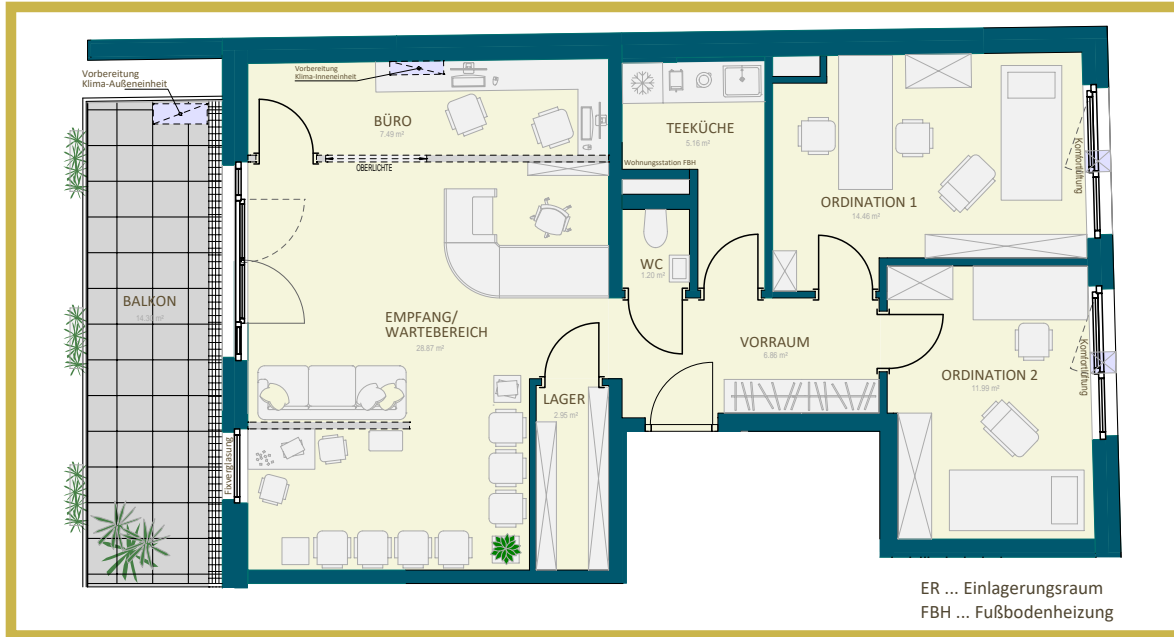 Vorbereitung
Klima-Außeneinheit
Vorbereitung
Klima-Inneneinheit
BÜRO
7.49 m²
OBERLICHTE
TEEKÜCHE
5.16 m²
Wohnungsstation FBH
ORDINATION 1
14.46 m²
Komfortlüftung
WC
1.20 m²
BALKON
EMPFANG/
WARTEBEREICH
28.87 m²
VORRAUM
6.86 m²
ORDINATION 2
11.99 m²
Komfortlüftung
LAGER
2.95 m²
Fixverglasung
ER ... Einlagerungsraum
FBH ... Fußbodenheizung